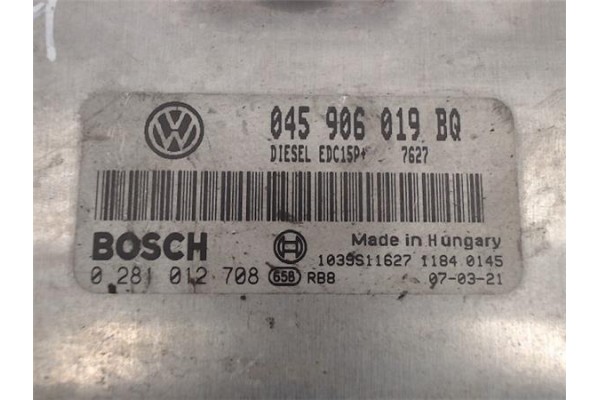 045 906 019 BQ
DIESEL EDC15P+ 7627
BOSCH
Made in Hungary
1039S11627 1184 0145
0 281 012 708 65B RB8 07-03-21